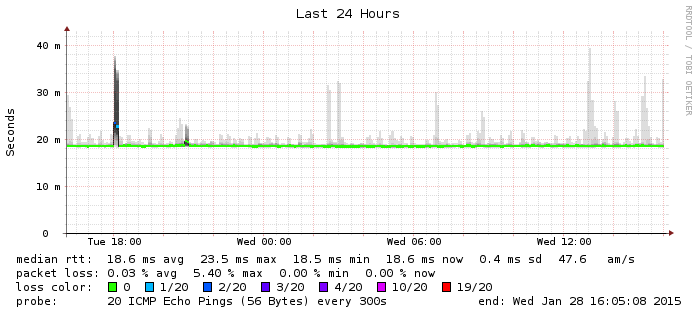 Last 24 Hours
RRDTOOL / TOBI OETIKER
Seconds
40 m
30 m
20 m
10 m
0
Tue 18:00 Wed 00:00 Wed 06:00 Wed 12:00
median rtt: 18.6 ms avg 23.5 ms max 18.5 ms min 18.6 ms now 0.4 ms sd 47.6 am/s
packet loss: 0.03 % avg 5.40 % max 0.00 % min 0.00 % now
loss color: 0 1/20 2/20 3/20 4/20 10/20 19/20
probe: 20 ICMP Echo Pings (56 Bytes) every 300s end: Wed Jan 28 16:05:08 2015